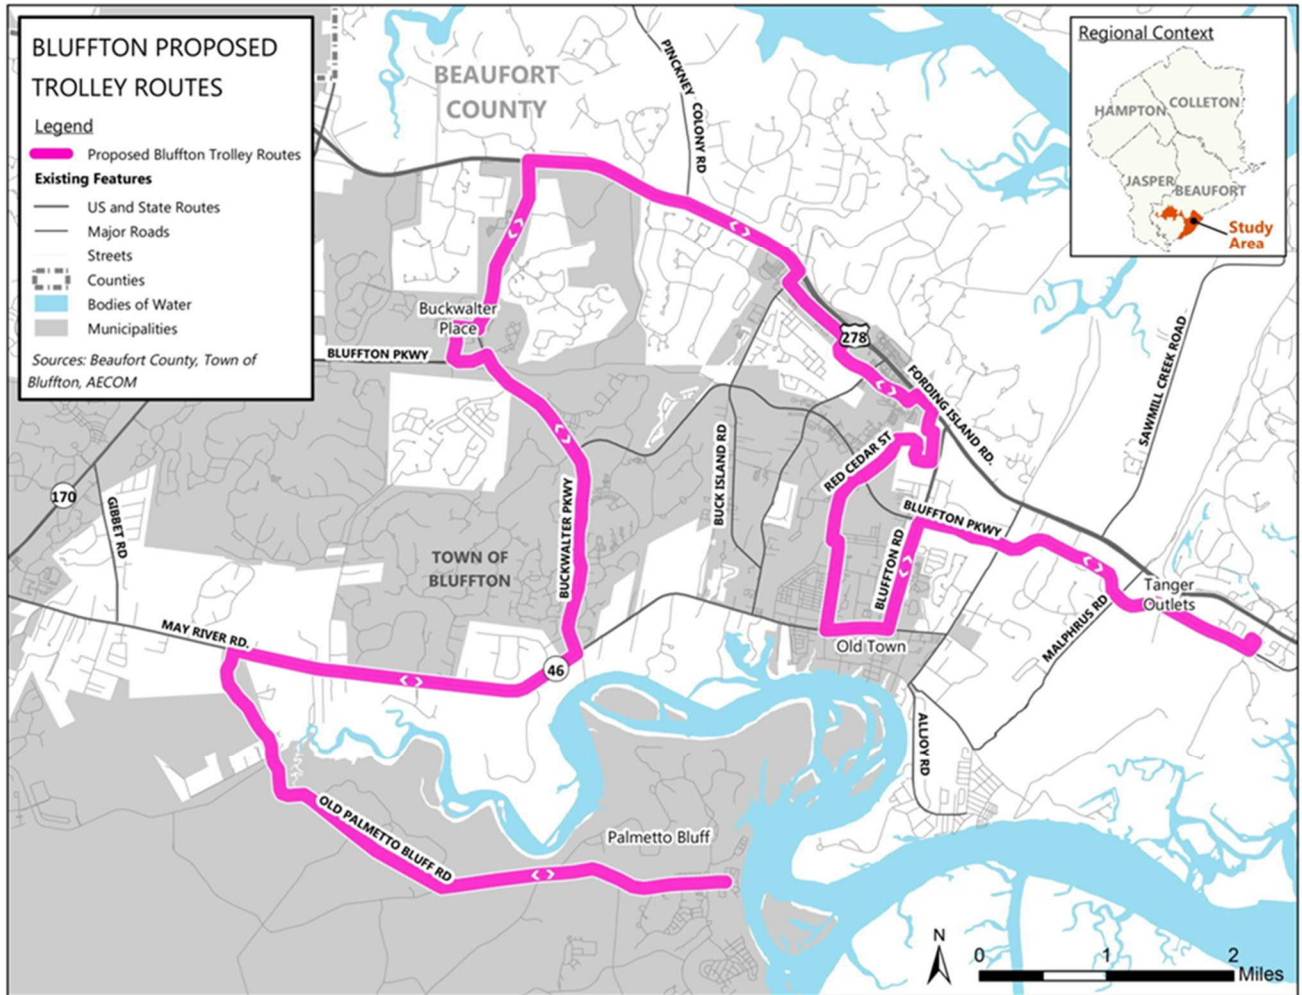 BLUFFTON PROPOSED
TROLLEY ROUTES
Legend
Proposed Bluffton Trolley Routes
Existing Features
US and State Routes
Major Roads
Streets
Counties
Bodies of Water
Municipalities
Sources: Beaufort County, Town of
Bluffton, AECOM
BEAUFORT
COUNTY
PINCKNEY COLONY RD
Regional Context
HAMPTON
COLLETON
JASPER
BEAUFORT
Study
Area
Buckwalter
Place
BLUFFTON PKWY
278
FORDING ISLAND RD.
SAWMILL CREEK ROAD
RED CEDAR ST
BUCK ISLAND RD
170
GIBBET RD
BUCKWALTER PKWY
TOWN OF
BLUFFTON
BLUFFTON PKWY
BLUFFTON RD
Tanger
Outlets
MALPHRUS RD
MAY RIVER RD.
46
Old Town
ALLJOY RD
OLD PALMETTO BLUFF RD
Palmetto Bluff
N
0 1 2
Miles